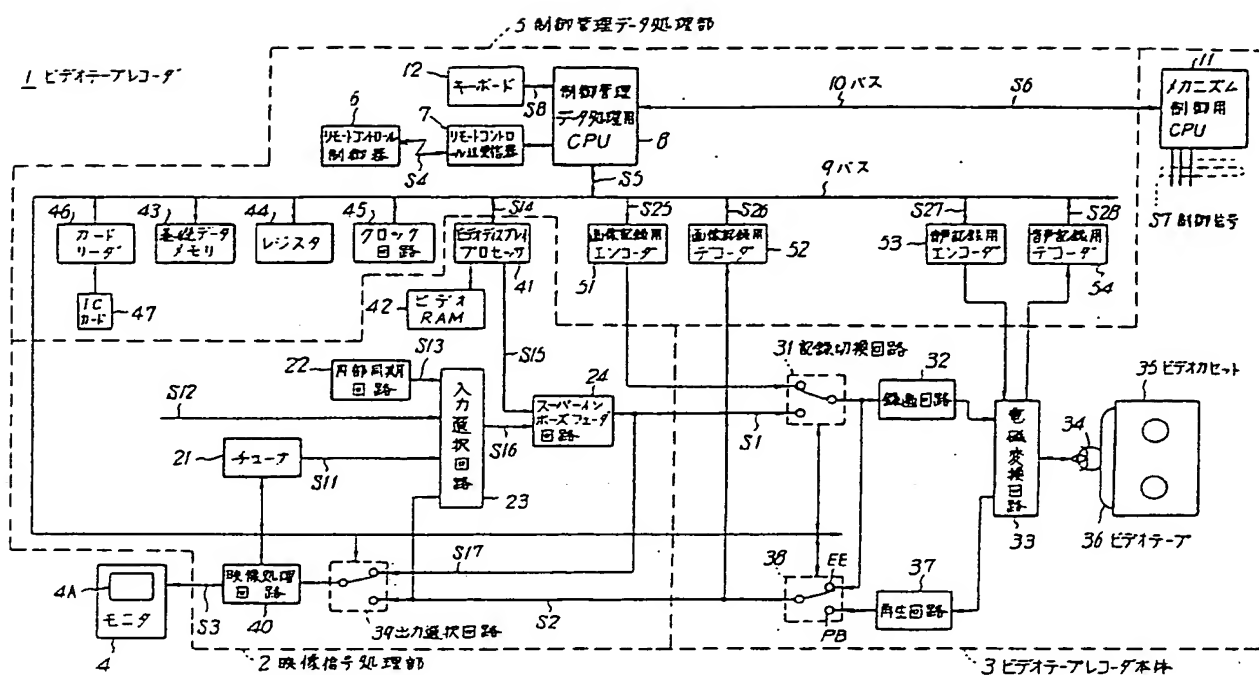 5 制御管理データ処理部
1 ビデオテープレコーダ
12
キーボード
S8
制御管理
データ処理用
CPU
8
10 バス
S6
11
メカニズム
制御用
CPU
6
リモートコントロール
制御器
S4
7
リモートコントロ
S5
9 バス
S7 制御信号
46
カード
リーダ
43
データ
メモリ
44
レジスタ
45
クロック
回路
S14
ビデオディスプレイ
プロセッサ
41
S25
画像記録用
エンコーダ
51
S26
画像記録用
デコーダ
52
S27
53
音声記録用
エンコーダ
S28
音声記録用
デコーダ
54
IC
カード
47
42
ビデオ
RAM
S15
22
内部同期
回路
S13
S12
入力選択回路
23
21
チューナ
S11
S16
24
スーパーイン
ポーズフェーダ
回路
S1
31 記録切換回路
32
録画回路
電磁変換回路
33
34
35 ビデオカセット
36 ビデオテープ
4A
モニタ
4
S3
映像処理
回路
40
39 出力選択回路
S17
S2
38
EE
PB
37
再生回路
2 映像信号処理部
3 ビデオテープレコーダ本体